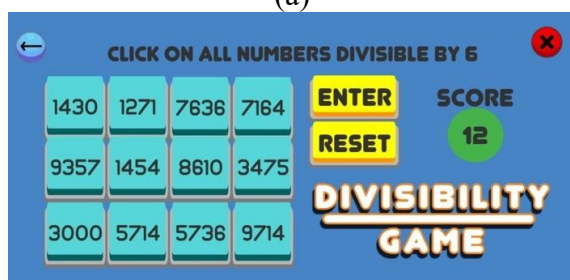 (a)
CLICK ON ALL NUMBERS DIVISIBLE BY 6
1430 1271 7636 7164
9357 1454 8610 3475
3000 5714 5736 9714
ENTER
RESET
SCORE
12
DIVISIBILITY
GAME